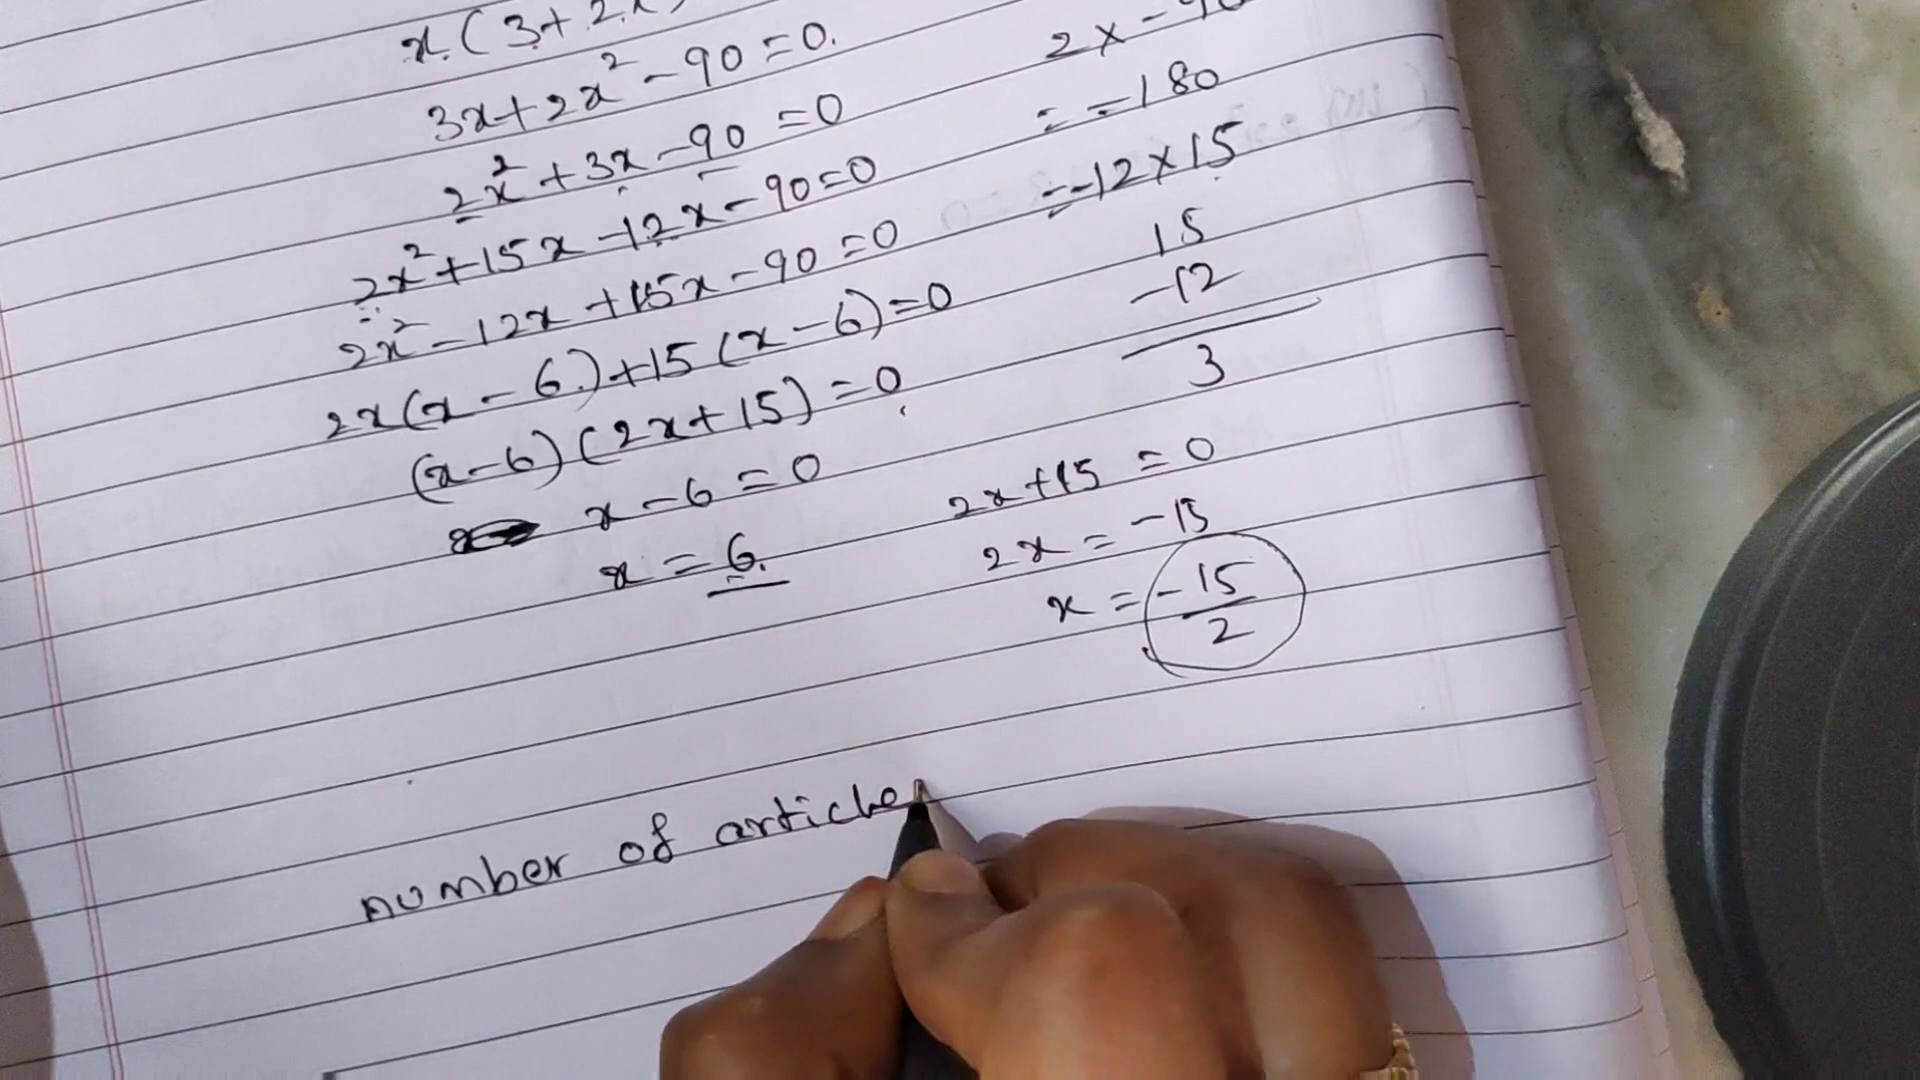 x(3+2x)
3x+2x²-90=0.
2x²+3x-90=0
2x²+15x-12x-90=0
2x²-12x+15x-90=0
2x(x-6)+15(x-6)=0
(x-6)(2x+15)=0
x-6=0
x=6.
2x-90
=-180
=-12×15
15
-12
3
2x+15=0
2x=-15
x=-15/2
number of article